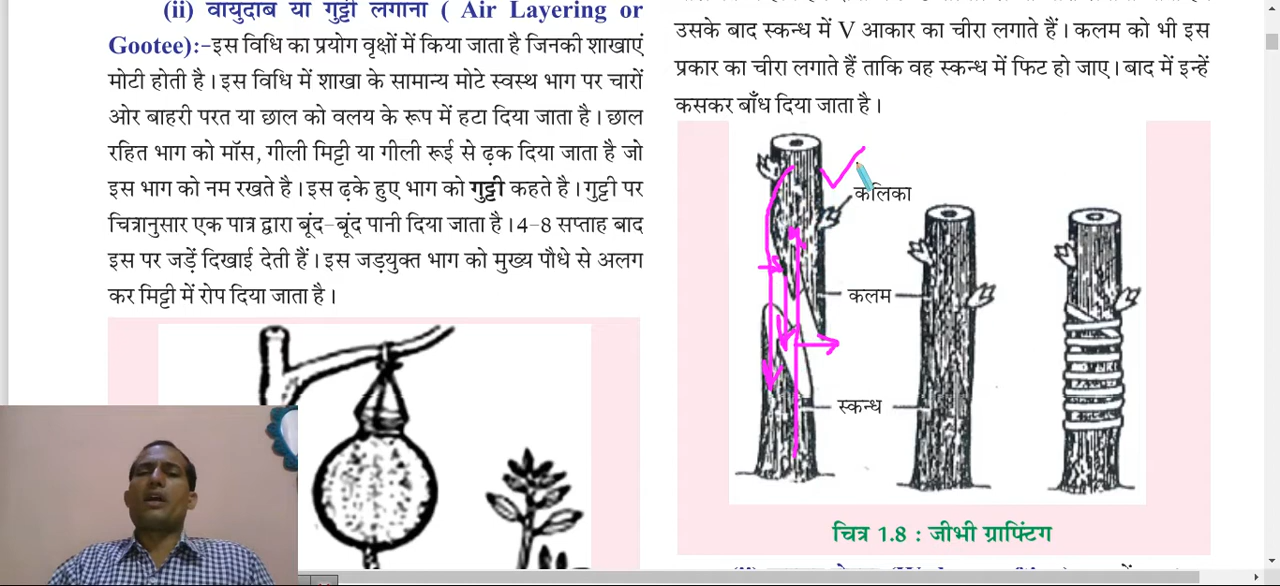 (ii) वायुदाब या गुट्टी लगाना ( Air Layering or
Gootee):-इस विधि का प्रयोग वृक्षों में किया जाता है जिनकी शाखाएं
मोटी होती है। इस विधि में शाखा के सामान्य मोटे स्वस्थ भाग पर चारों
ओर बाहरी परत या छाल को वलय के रूप में हटा दिया जाता है। छाल
रहित भाग को मॉस, गीली मिट्टी या गीली रूई से ढ़क दिया जाता है जो
इस भाग को नम रखते है। इस ढ़के हुए भाग को गुट्टी कहते है। गुट्टी पर
चित्रानुसार एक पात्र द्वारा बूंद-बूंद पानी दिया जाता है। 4-8 सप्ताह बाद
इस पर जड़ें दिखाई देती हैं। इस जड़युक्त भाग को मुख्य पौधे से अलग
कर मिट्टी में रोप दिया जाता है।
उसके बाद स्कन्ध में V आकार का चीरा लगाते हैं। कलम को भी इस
प्रकार का चीरा लगाते हैं ताकि वह स्कन्ध में फिट हो जाए। बाद में इन्हें
कसकर बाँध दिया जाता है।
कलिका
कलम
स्कन्ध
चित्र 1.8 : जीभी ग्राफ्टिंग